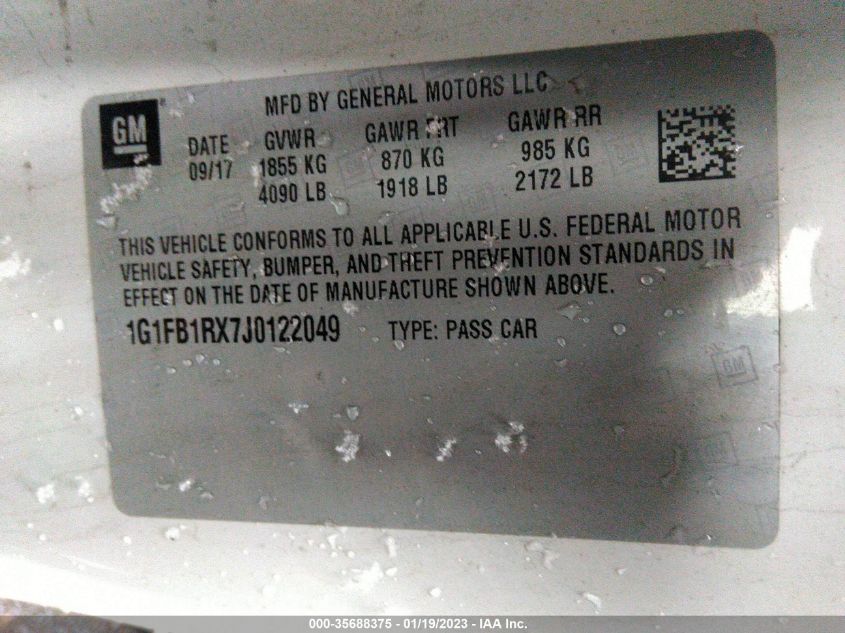 GM
MFD BY GENERAL MOTORS LLC
DATE GVWR GAWR FRT GAWR RR
09/17 1855 KG 870 KG 985 KG
4090 LB 1918 LB 2172 LB
THIS VEHICLE CONFORMS TO ALL APPLICABLE U.S. FEDERAL MOTOR
VEHICLE SAFETY, BUMPER, AND THEFT PREVENTION STANDARDS IN
EFFECT ON THE DATE OF MANUFACTURE SHOWN ABOVE.
1G1FB1RX7J0122049 TYPE: PASS CAR
GM
000-35688375 - 01/19/2023 - IAA Inc.